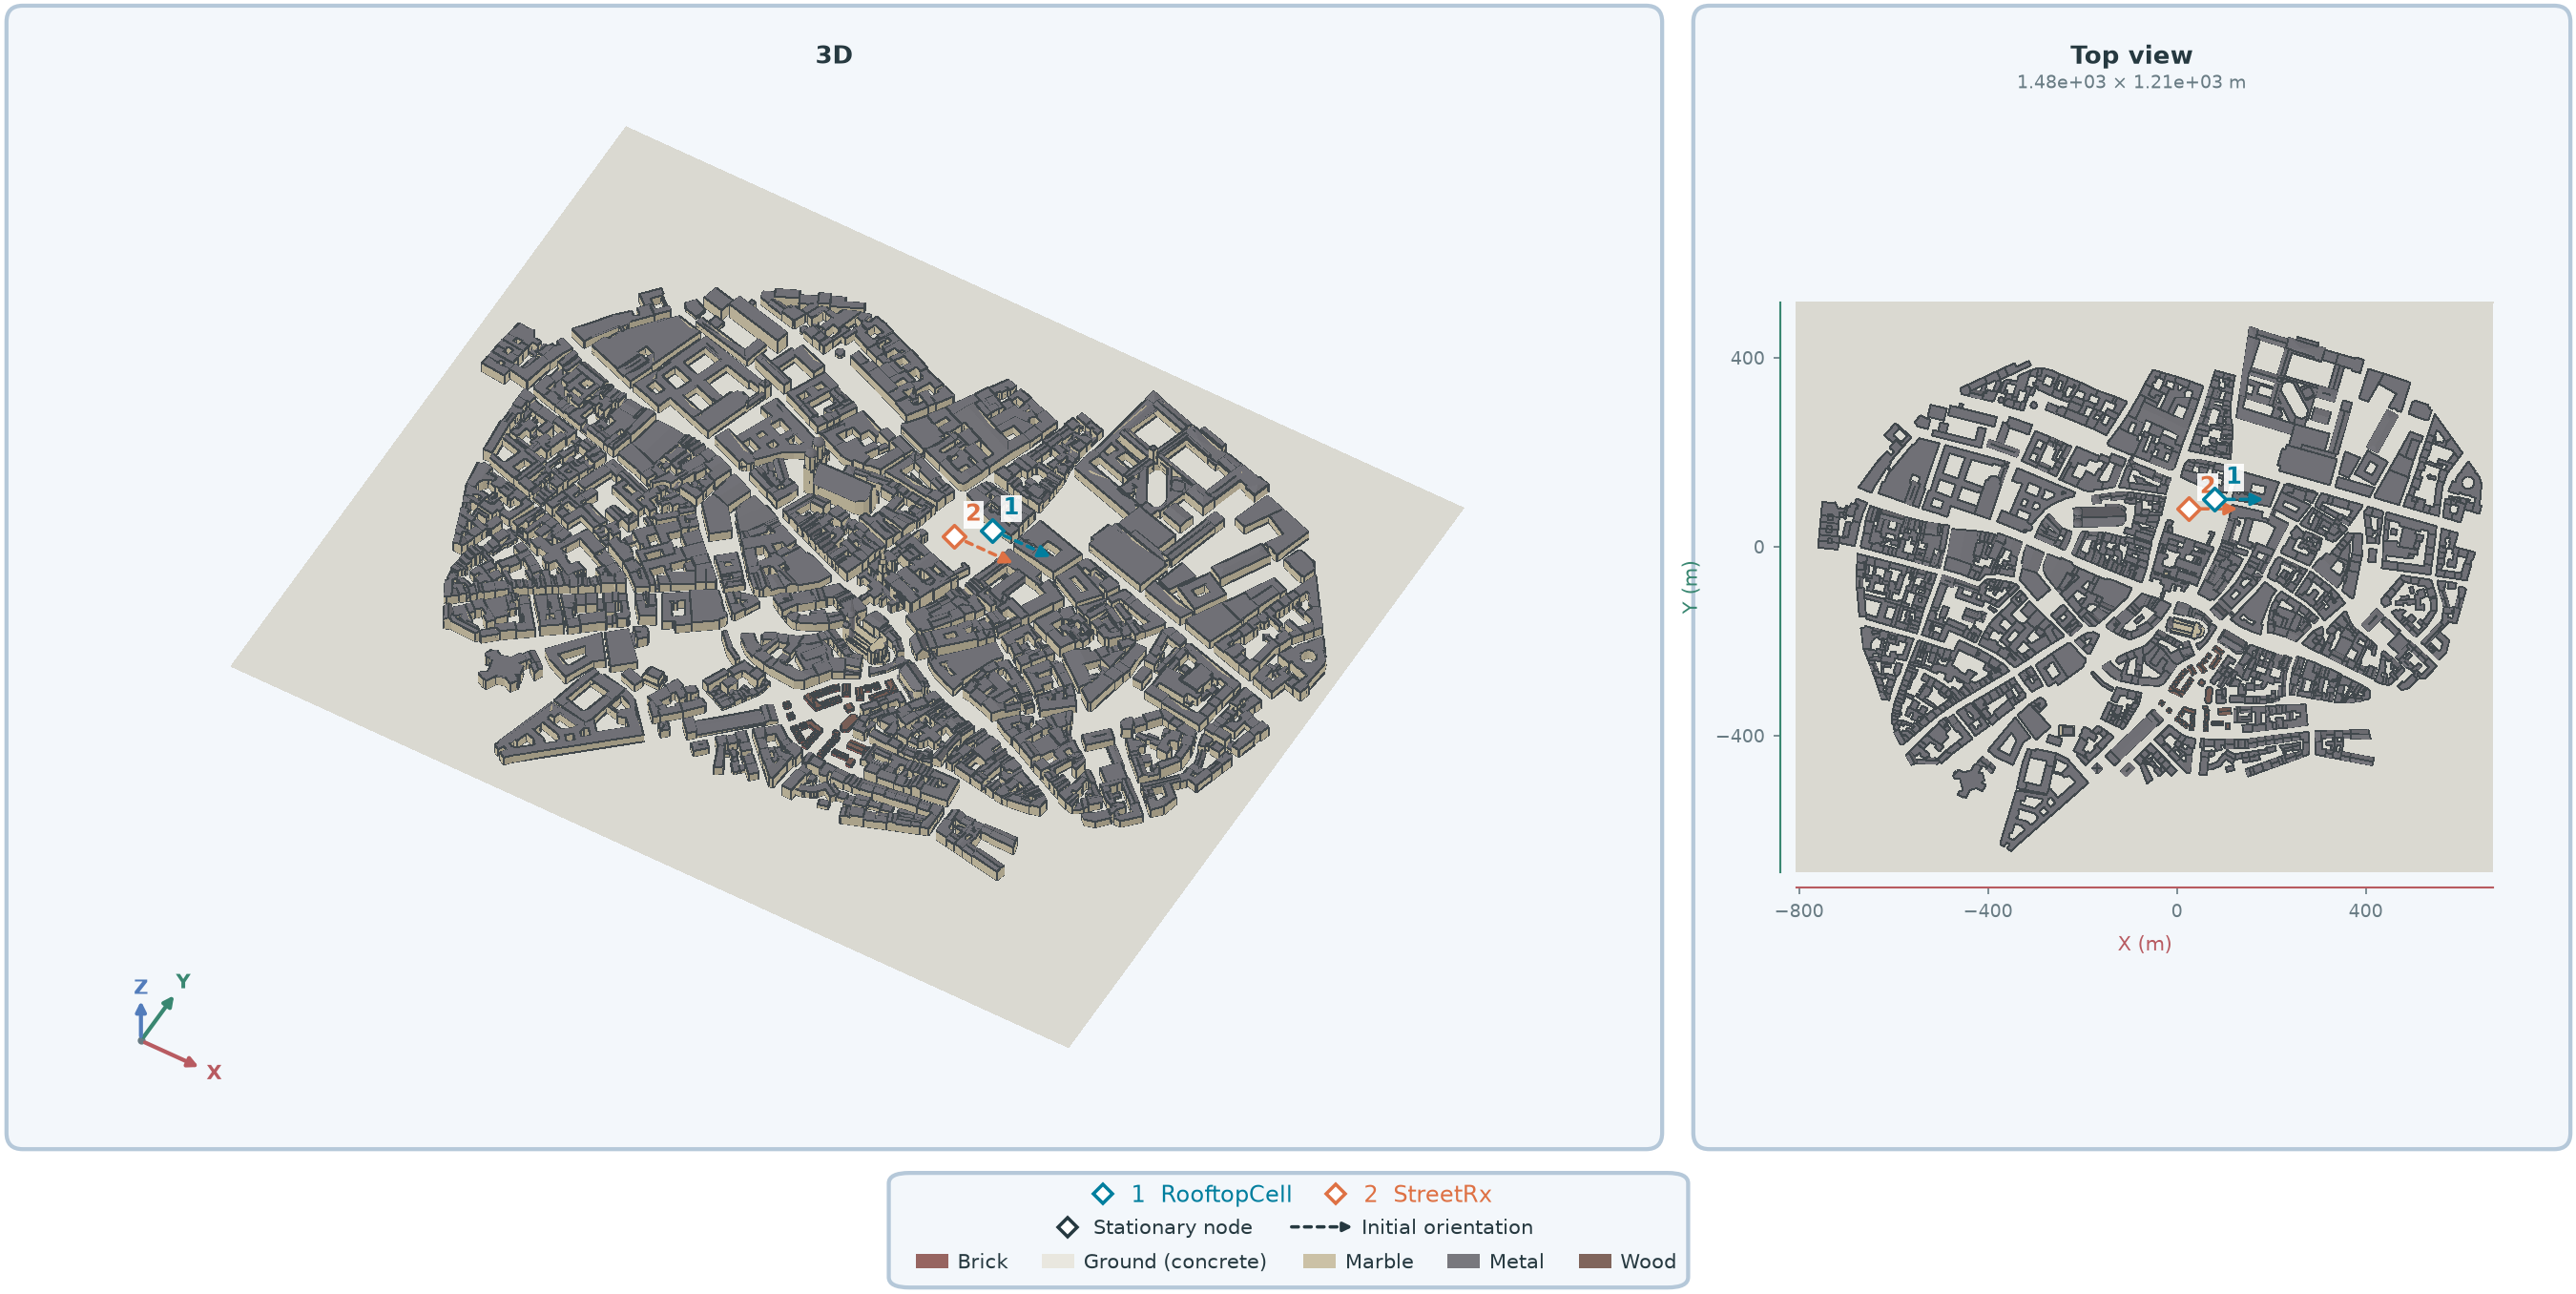 3D
2
1
Z
Y
X
Top view
1.48e+03 × 1.21e+03 m
Y (m)
400
0
−400
1
2
−800
−400
0
400
X (m)
1 RooftopCell
2 StreetRx
Stationary node
Initial orientation
Brick
Ground (concrete)
Marble
Metal
Wood